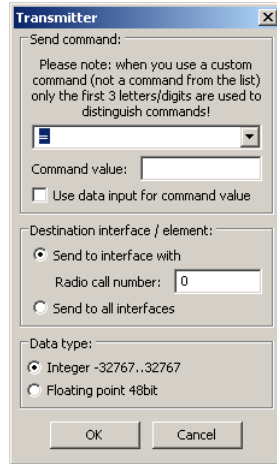 Transmitter
Send command:
Please note: when you use a custom
command (not a command from the list)
only the first 3 letters/digits are used to
distinguish commands!
=
Command value:
Use data input for command value
Destination interface / element:
Send to interface with
Radio call number: 0
Send to all interfaces
Data type:
Integer -32767..32767
Floating point 48bit
OK Cancel